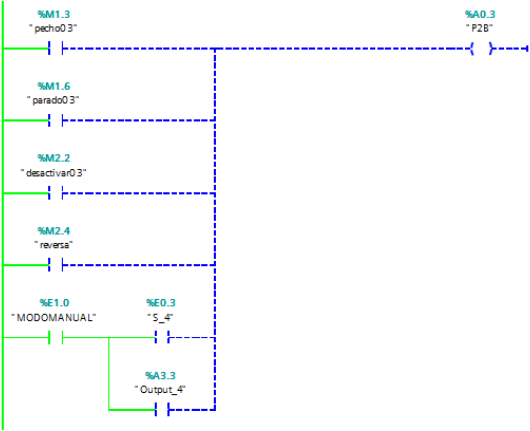 %M1.3
"pecho03"
%A0.3
"P2B"
%M1.6
"parado03"
%M2.2
"desactivar03"
%M2.4
"reversa"
%E1.0
"MODOMANUAL"
%E0.3
"S_4"
%A3.3
"Output_4"